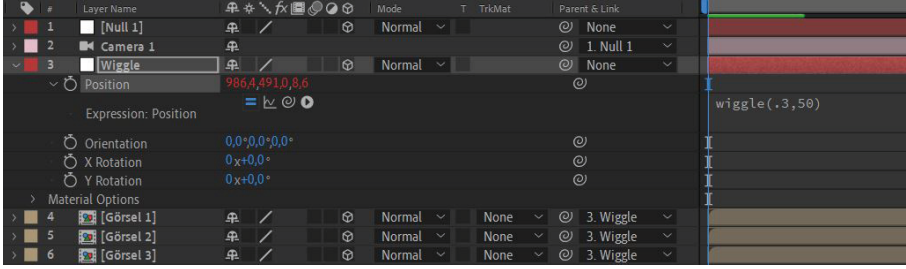 # Layer Name fx Mode T TrkMat Parent & Link
1 [Null 1] Normal None
2 Camera 1 1. Null 1
3 Wiggle Normal None
Position 986,4,491,0,8,6
Expression: Position wiggle(.3,50)
Orientation 0,0°,0,0°,0,0°
X Rotation 0x+0,0°
Y Rotation 0x+0,0°
Material Options
4 [Görsel 1] Normal None 3. Wiggle
5 [Görsel 2] Normal None 3. Wiggle
6 [Görsel 3] Normal None 3. Wiggle